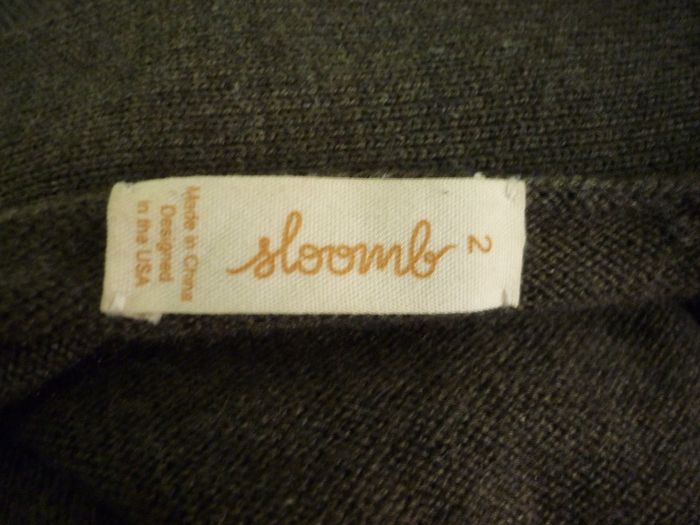 sloomb
2
Made in China
Designed
in the USA